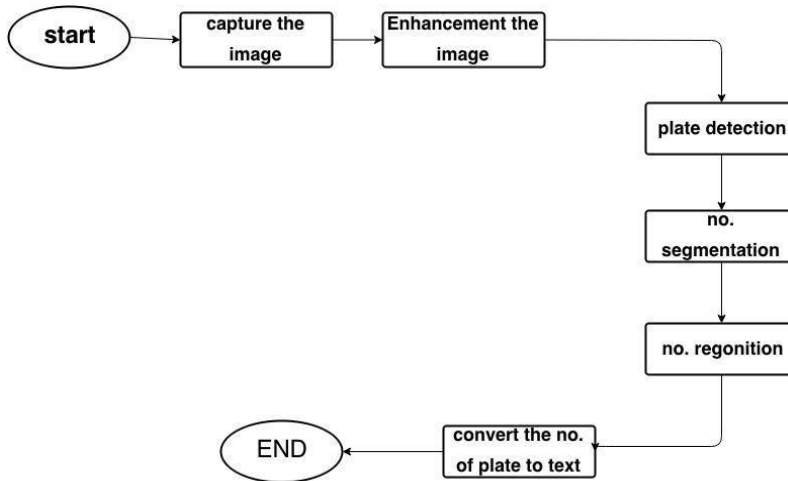 start
capture the
image
Enhancement the
image
plate detection
no.
segmentation
no. regonition
convert the no.
of plate to text
END